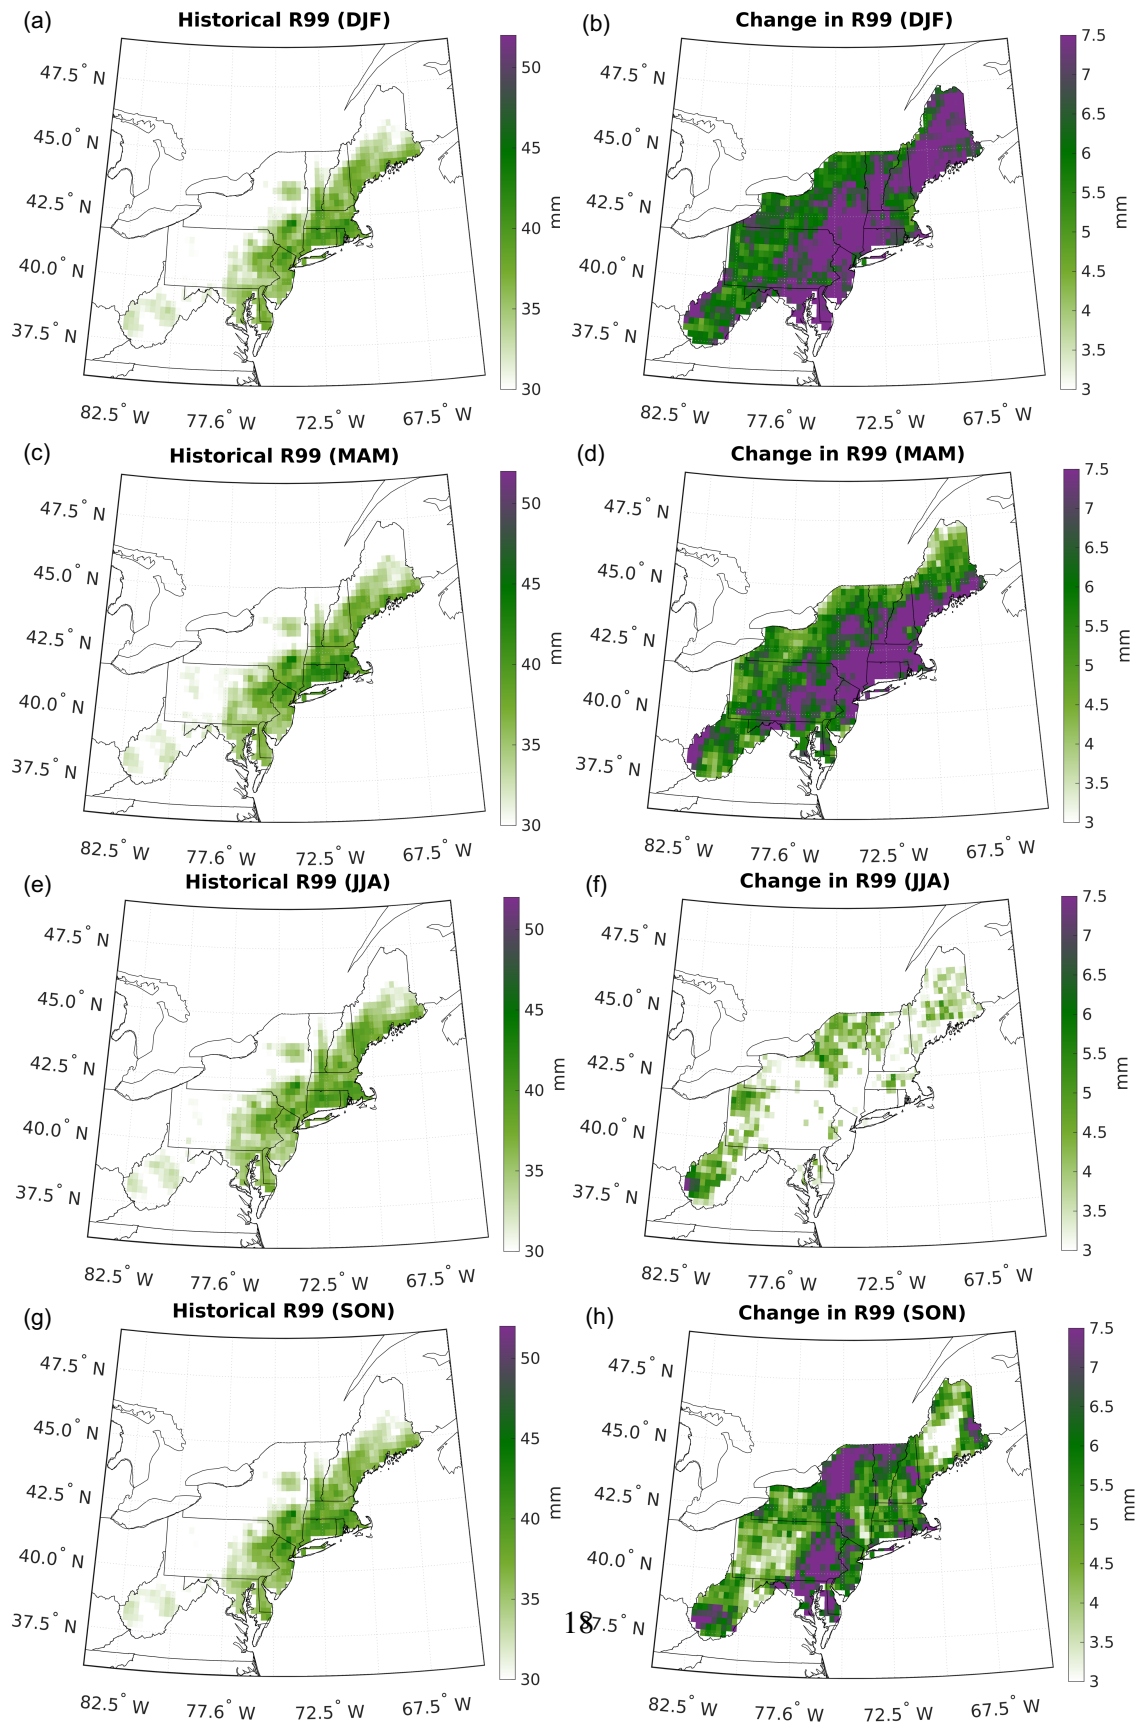 (a) Historical R99 (DJF)
47.5° N
45.0° N
42.5° N
40.0° N
37.5° N
82.5° W 77.6° W 72.5° W 67.5° W
50
45
40
35
30
mm
(b) Change in R99 (DJF)
47.5° N
45.0° N
42.5° N
40.0° N
37.5° N
82.5° W 77.6° W 72.5° W 67.5° W
7.5
7
6.5
6
5.5
5
4.5
4
3.5
3
mm
(c) Historical R99 (MAM)
47.5° N
45.0° N
42.5° N
40.0° N
37.5° N
82.5° W 77.6° W 72.5° W 67.5° W
50
45
40
35
30
mm
(d) Change in R99 (MAM)
47.5° N
45.0° N
42.5° N
40.0° N
37.5° N
82.5° W 77.6° W 72.5° W 67.5° W
7.5
7
6.5
6
5.5
5
4.5
4
3.5
3
mm
(e) Historical R99 (JJA)
47.5° N
45.0° N
42.5° N
40.0° N
37.5° N
82.5° W 77.6° W 72.5° W 67.5° W
50
45
40
35
30
mm
(f) Change in R99 (JJA)
47.5° N
45.0° N
42.5° N
40.0° N
37.5° N
82.5° W 77.6° W 72.5° W 67.5° W
7.5
7
6.5
6
5.5
5
4.5
4
3.5
3
mm
(g) Historical R99 (SON)
47.5° N
45.0° N
42.5° N
40.0° N
37.5° N
82.5° W 77.6° W 72.5° W 67.5° W
50
45
40
35
30
mm
(h) Change in R99 (SON)
47.5° N
45.0° N
42.5° N
40.0° N
7.5° N
82.5° W 77.6° W 72.5° W 67.5° W
7.5
7
6.5
6
5.5
5
4.5
4
3.5
3
mm
18